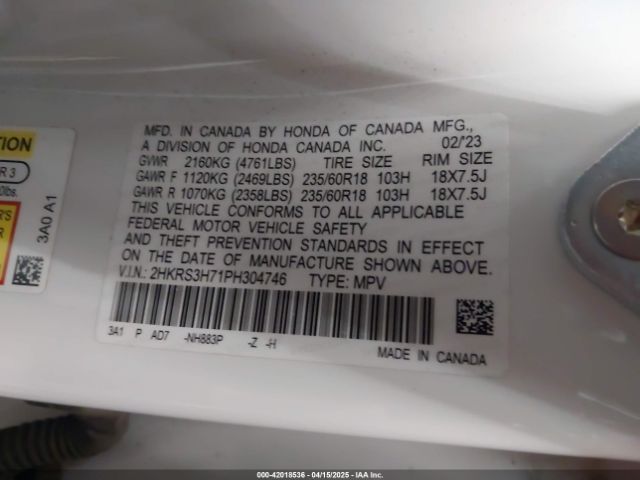 MFD. IN CANADA BY HONDA OF CANADA MFG.,
A DIVISION OF HONDA CANADA INC. 02/'23
GVWR 2160KG (4761LBS) TIRE SIZE RIM SIZE
GAWR F 1120KG (2469LBS) 235/60R18 103H 18X7.5J
GAWR R 1070KG (2358LBS) 235/60R18 103H 18X7.5J
THIS VEHICLE CONFORMS TO ALL APPLICABLE
FEDERAL MOTOR VEHICLE SAFETY
AND THEFT PREVENTION STANDARDS IN EFFECT
ON THE DATE OF MANUFACTURE SHOWN ABOVE.
V.I.N.: 2HKRS3H71PH304746 TYPE: MPV
3A1 P AD7 -NH883P -Z -H
MADE IN CANADA
R 3
3A0 A1
000-42018536 - 04/15/2025 - IAA Inc.